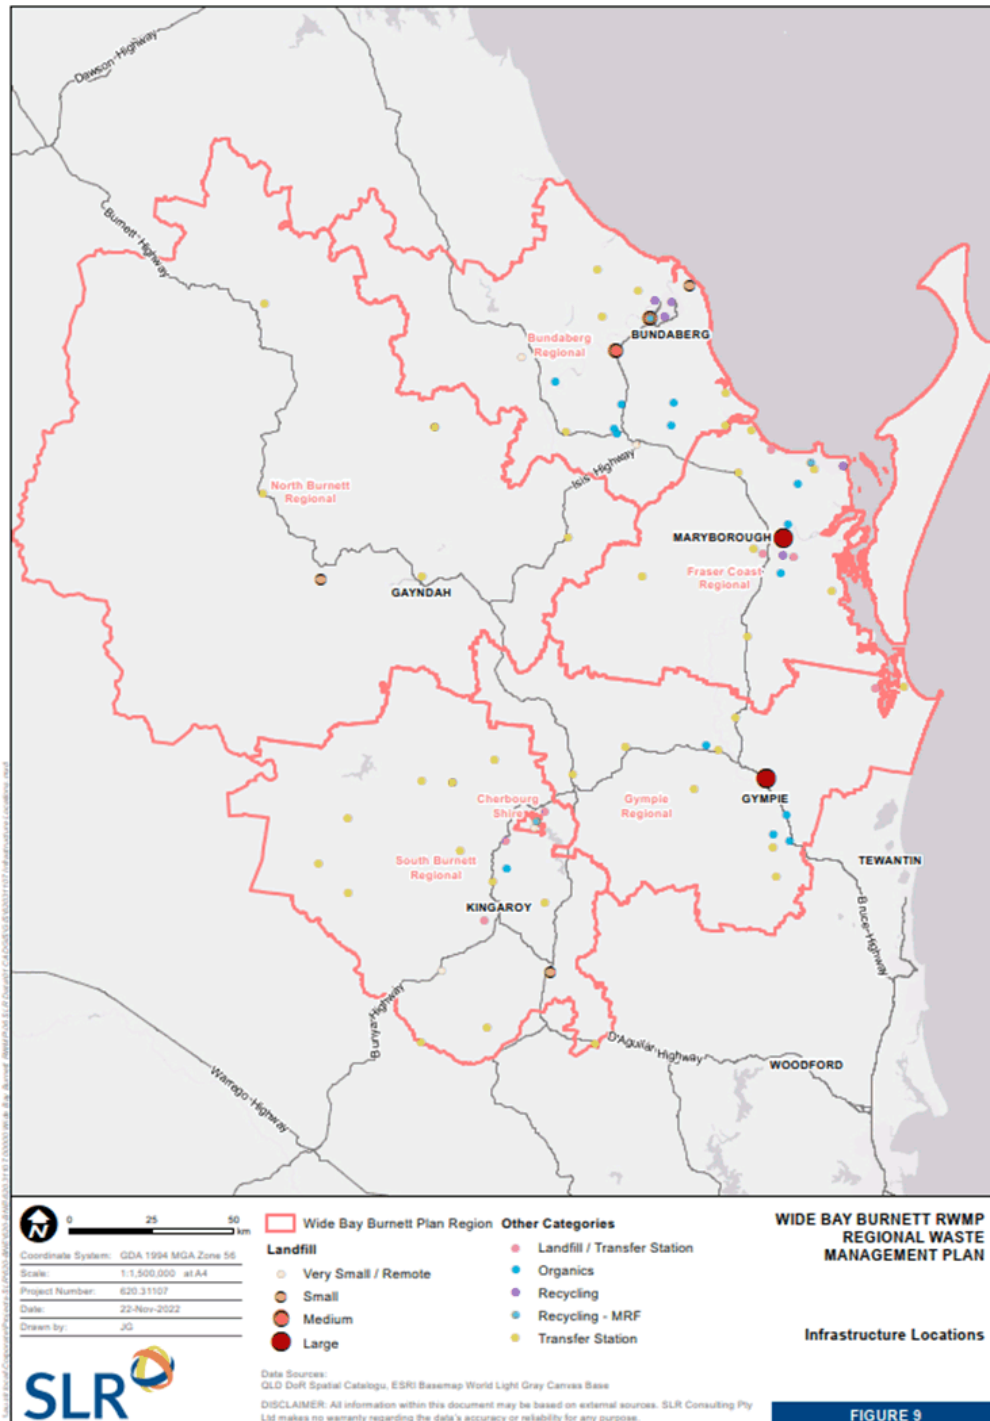 Dawson Highway
Burnett Highway
BUNDABERG
Bundaberg
Regional
Isis Highway
North Burnett
Regional
MARYBOROUGH
Fraser Coast
Regional
GAYNDAH
Cherbourg
Shire
Gympie
Regional
GYMPIE
South Burnett
Regional
TEWANTIN
KINGAROY
Bruce Highway
Bunya Highway
D'Aguilar Highway
WOODFORD
Warrego Highway
N
0 25 50
km
Coordinate System: GDA 1994 MGA Zone 56
Scale: 1:1,500,000 at A4
Project Number: 620.31107
Date: 22-Nov-2022
Drawn by: JG
SLR
Wide Bay Burnett Plan Region
Landfill
Very Small / Remote
Small
Medium
Large
Other Categories
Landfill / Transfer Station
Organics
Recycling
Recycling - MRF
Transfer Station
Data Sources:
QLD DoR Spatial Catalogu, ESRI Basemap World Light Gray Canvas Base
DISCLAIMER: All information within this document may be based on external sources. SLR Consulting Pty
Ltd makes no warranty regarding the data's accuracy or reliability for any purpose.
WIDE BAY BURNETT RWMP
REGIONAL WASTE
MANAGEMENT PLAN
Infrastructure Locations
FIGURE 9